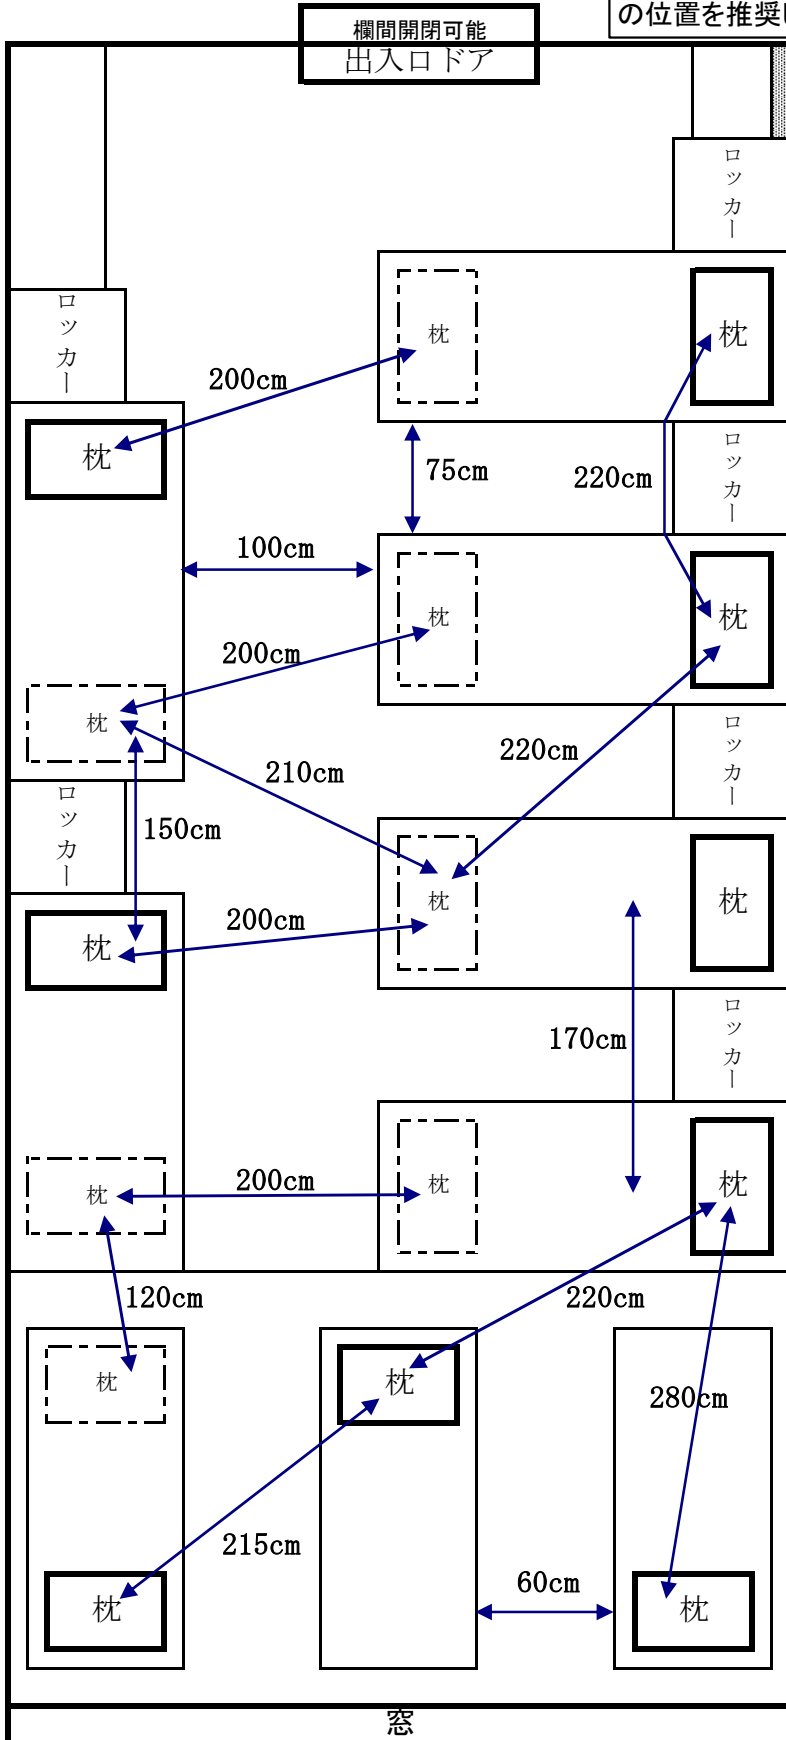 の位置を推奨
欄間開閉可能
出入口ドア
ロッカー
ロッカー
枕
枕
200cm
枕
75cm
220cm
ロッカー
100cm
枕
枕
200cm
枕
220cm
ロッカー
210cm
ロッカー
150cm
枕
枕
200cm
枕
170cm
ロッカー
200cm
枕
枕
枕
120cm
220cm
枕
枕
280cm
215cm
60cm
枕
枕
窓